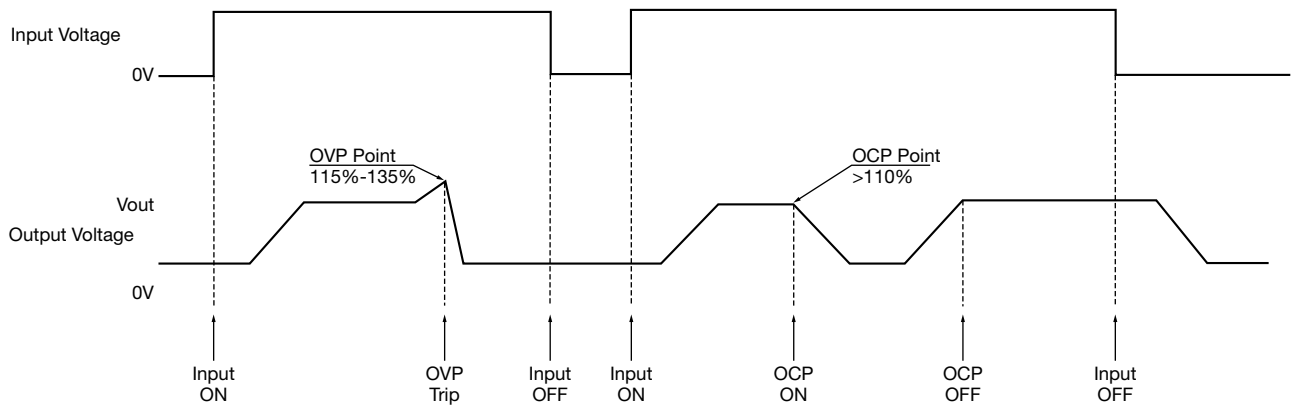 Input Voltage
0V
OVP Point
115%-135%
OCP Point
>110%
Vout
Output Voltage
0V
Input
ON
OVP
Trip
Input
OFF
Input
ON
OCP
ON
OCP
OFF
Input
OFF